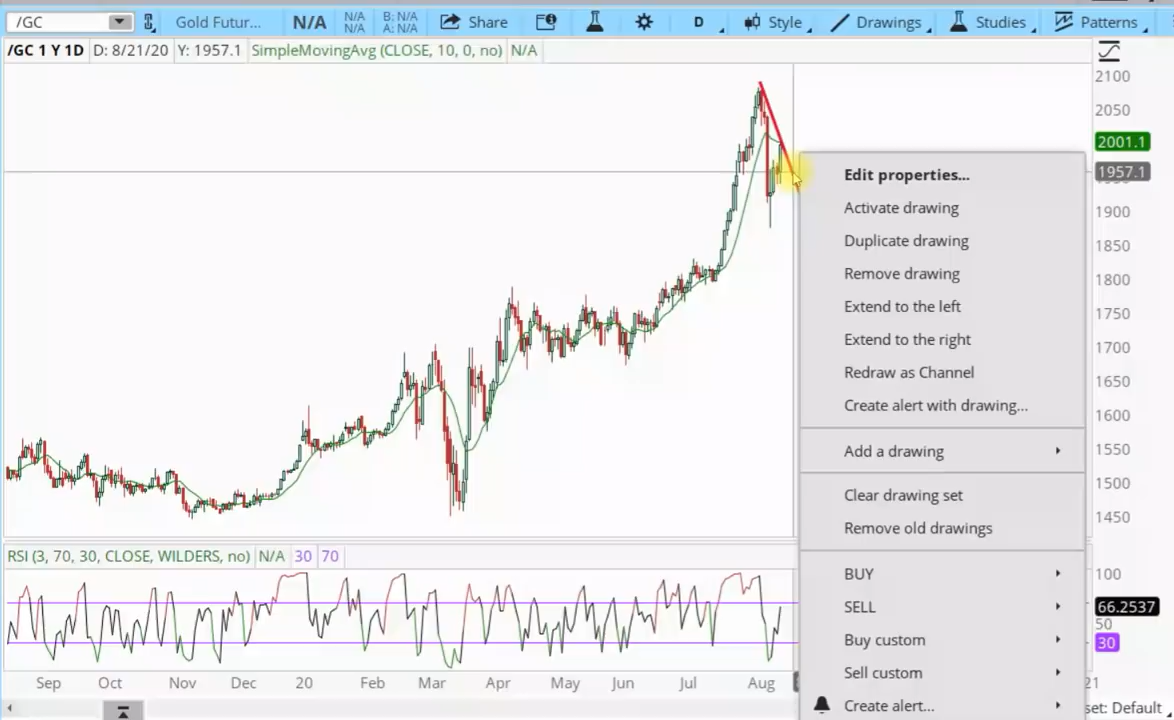 /GC Gold Futur... N/A N/A N/A B: N/A A: N/A Share D Style Drawings Studies Patterns
/GC 1 Y 1D D: 8/21/20 Y: 1957.1 SimpleMovingAvg (CLOSE, 10, 0, no) N/A
2100
2050
2001.1
1957.1
1900
1850
1800
1750
1700
1650
1600
1550
1500
1450
Edit properties...
Activate drawing
Duplicate drawing
Remove drawing
Extend to the left
Extend to the right
Redraw as Channel
Create alert with drawing...
Add a drawing
Clear drawing set
Remove old drawings
BUY
SELL
Buy custom
Sell custom
Create alert...
RSI (3, 70, 30, CLOSE, WILDERS, no) N/A 30 70
100
66.2537
50
30
Sep Oct Nov Dec 20 Feb Mar Apr May Jun Jul Aug 21
set: Default